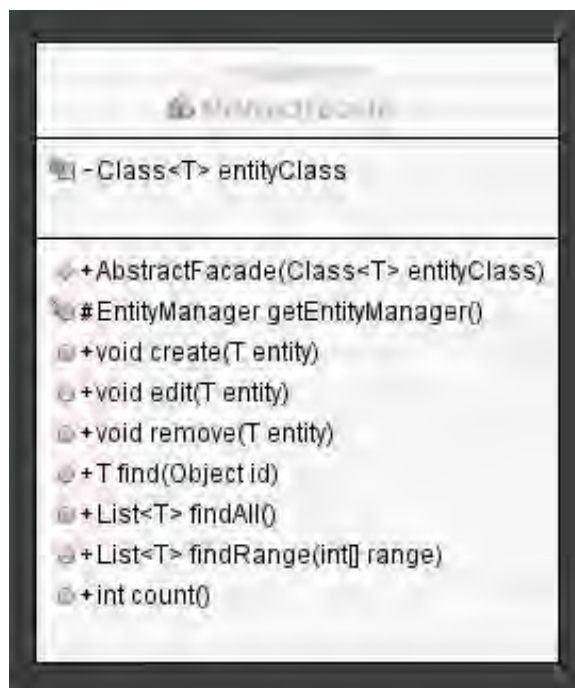 -Class<T> entityClass
+AbstractFacade(Class<T> entityClass)
#EntityManager getEntityManager()
+void create(T entity)
+void edit(T entity)
+void remove(T entity)
+T find(Object id)
+List<T> findAll()
+List<T> findRange(int[] range)
+int count()